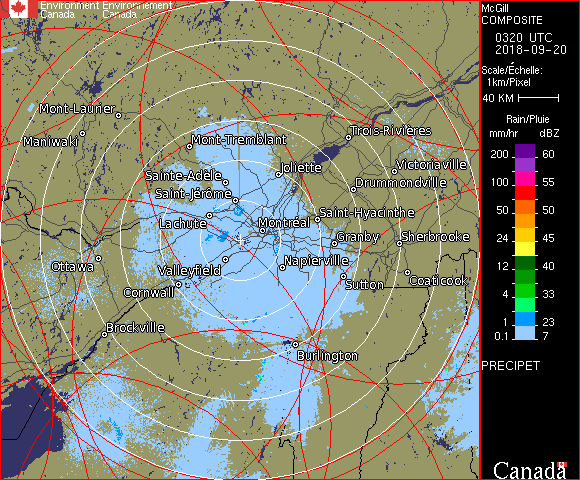 Environment Environnement
Canada Canada
McGill
COMPOSITE
0320 UTC
2018-09-20
Scale/Échelle:
1km/Pixel
40 KM
Rain/Pluie
mm/hr dBZ
200 60
100 55
50 50
24 45
12 40
8 33
4 31
1 23
0.1 7
PRECIPET
Canada
Mont-Laurier
Maniwaki
Mont-Tremblant
Trois-Rivières
Victoriaville
Joliette
Sainte-Adèle
Drummondville
Saint-Jérôme
Saint-Hyacinthe
Lachute
Montréal
Granby
Sherbrooke
Ottawa
Valleyfield
Napierville
Sutton
Coaticook
Cornwall
Brockville
Burlington